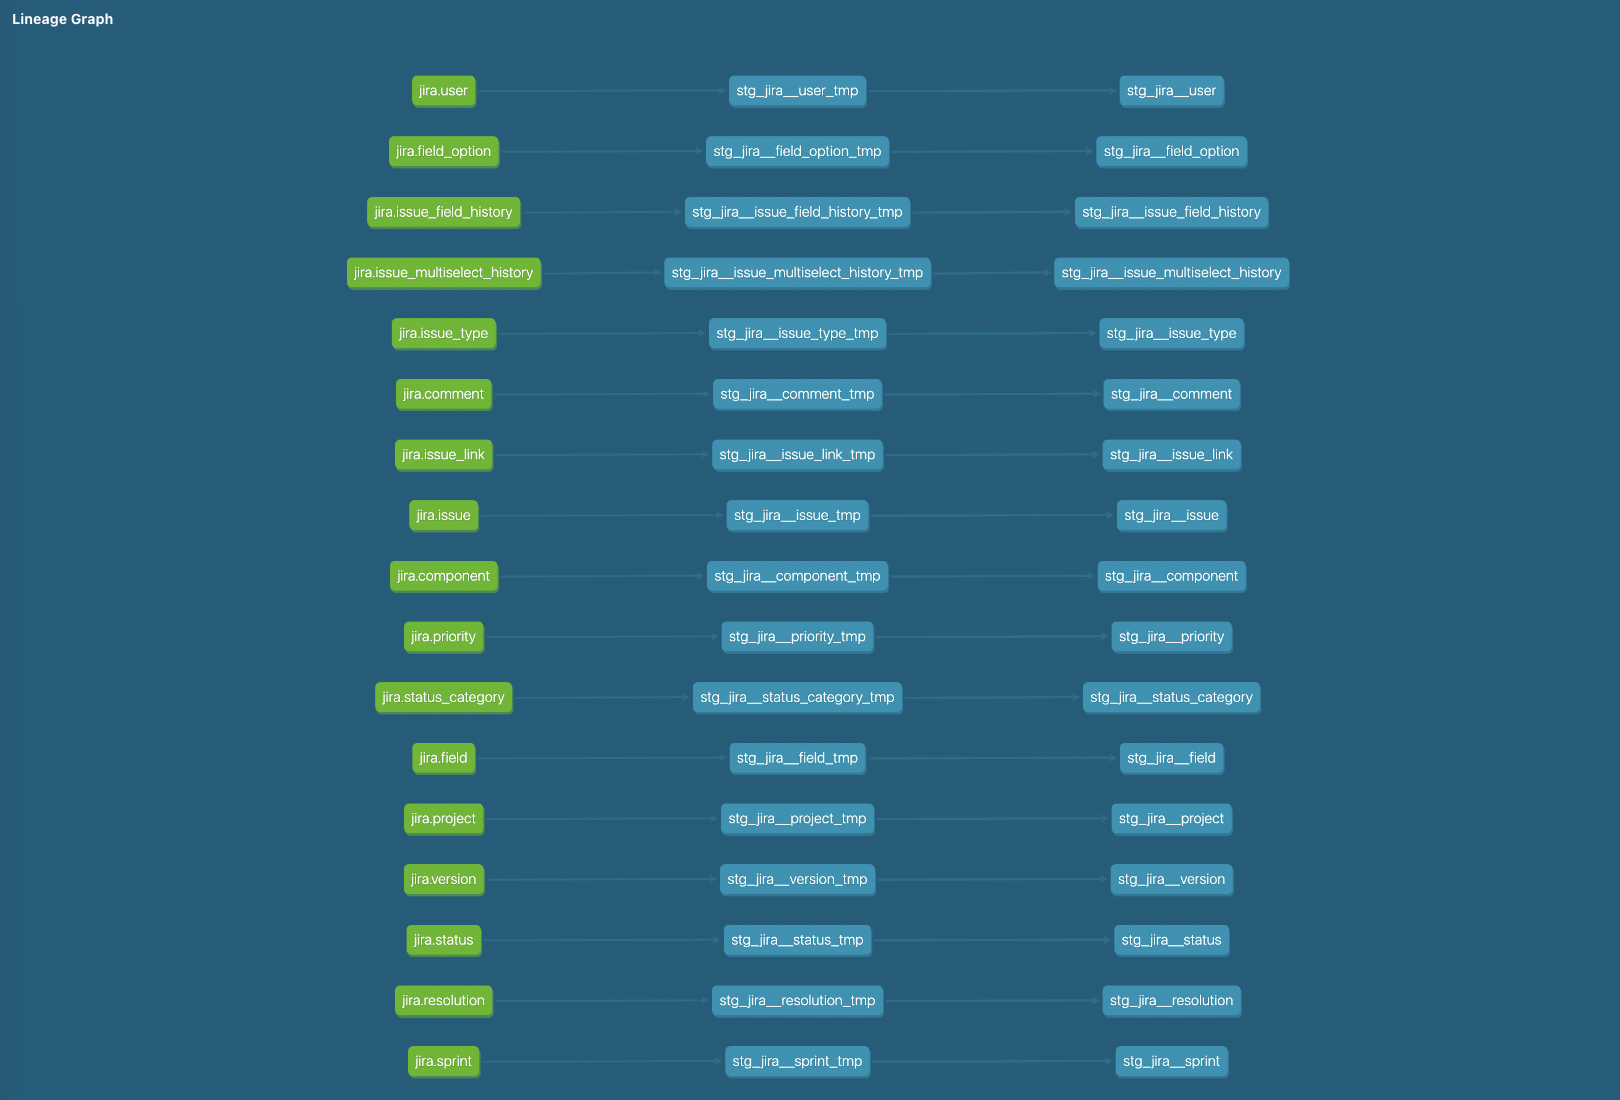 Lineage Graph
jira.user stg_jira__user_tmp stg_jira__user
jira.field_option stg_jira__field_option_tmp stg_jira__field_option
jira.issue_field_history stg_jira__issue_field_history_tmp stg_jira__issue_field_history
jira.issue_multiselect_history stg_jira__issue_multiselect_history_tmp stg_jira__issue_multiselect_history
jira.issue_type stg_jira__issue_type_tmp stg_jira__issue_type
jira.comment stg_jira__comment_tmp stg_jira__comment
jira.issue_link stg_jira__issue_link_tmp stg_jira__issue_link
jira.issue stg_jira__issue_tmp stg_jira__issue
jira.component stg_jira__component_tmp stg_jira__component
jira.priority stg_jira__priority_tmp stg_jira__priority
jira.status_category stg_jira__status_category_tmp stg_jira__status_category
jira.field stg_jira__field_tmp stg_jira__field
jira.project stg_jira__project_tmp stg_jira__project
jira.version stg_jira__version_tmp stg_jira__version
jira.status stg_jira__status_tmp stg_jira__status
jira.resolution stg_jira__resolution_tmp stg_jira__resolution
jira.sprint stg_jira__sprint_tmp stg_jira__sprint